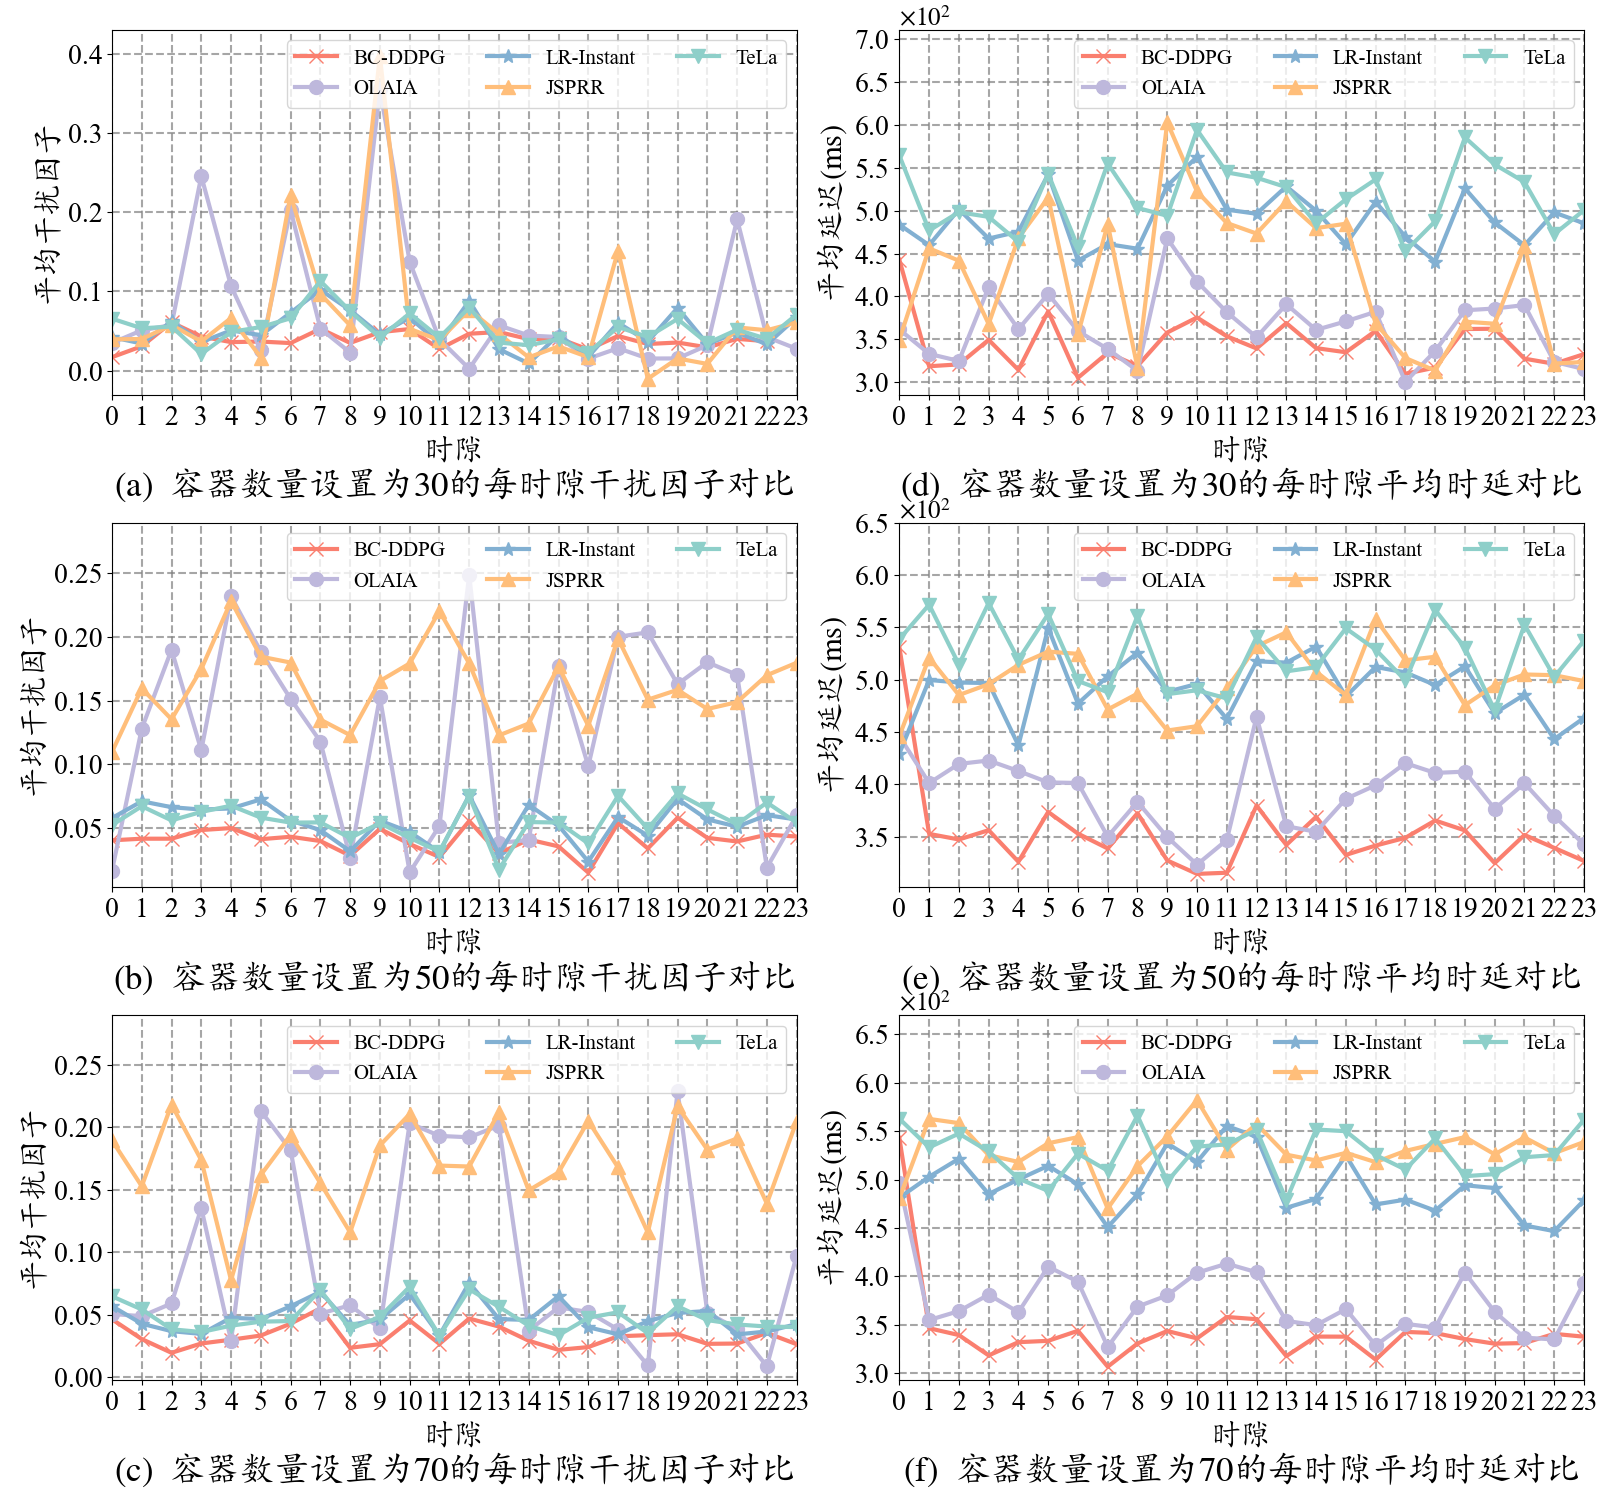 BC-DDPG LR-Instant TeLa
OLAIA JSPRR
0.4
0.3
0.2
0.1
0.0
平均干扰因子
0 1 2 3 4 5 6 7 8 9 10 11 12 13 14 15 16 17 18 19 20 21 22 23
时隙
(a) 容器数量设置为30的每时隙干扰因子对比
×10²
BC-DDPG LR-Instant TeLa
OLAIA JSPRR
7.0
6.5
6.0
5.5
5.0
4.5
4.0
3.5
3.0
平均延迟(ms)
0 1 2 3 4 5 6 7 8 9 10 11 12 13 14 15 16 17 18 19 20 21 22 23
时隙
(d) 容器数量设置为30的每时隙平均时延对比
BC-DDPG LR-Instant TeLa
OLAIA JSPRR
0.25
0.20
0.15
0.10
0.05
平均干扰因子
0 1 2 3 4 5 6 7 8 9 10 11 12 13 14 15 16 17 18 19 20 21 22 23
时隙
(b) 容器数量设置为50的每时隙干扰因子对比
×10²
BC-DDPG LR-Instant TeLa
OLAIA JSPRR
6.5
6.0
5.5
5.0
4.5
4.0
3.5
平均延迟(ms)
0 1 2 3 4 5 6 7 8 9 10 11 12 13 14 15 16 17 18 19 20 21 22 23
时隙
(e) 容器数量设置为50的每时隙平均时延对比
BC-DDPG LR-Instant TeLa
OLAIA JSPRR
0.25
0.20
0.15
0.10
0.05
0.00
平均干扰因子
0 1 2 3 4 5 6 7 8 9 10 11 12 13 14 15 16 17 18 19 20 21 22 23
时隙
(c) 容器数量设置为70的每时隙干扰因子对比
×10²
BC-DDPG LR-Instant TeLa
OLAIA JSPRR
6.5
6.0
5.5
5.0
4.5
4.0
3.5
3.0
平均延迟(ms)
0 1 2 3 4 5 6 7 8 9 10 11 12 13 14 15 16 17 18 19 20 21 22 23
时隙
(f) 容器数量设置为70的每时隙平均时延对比